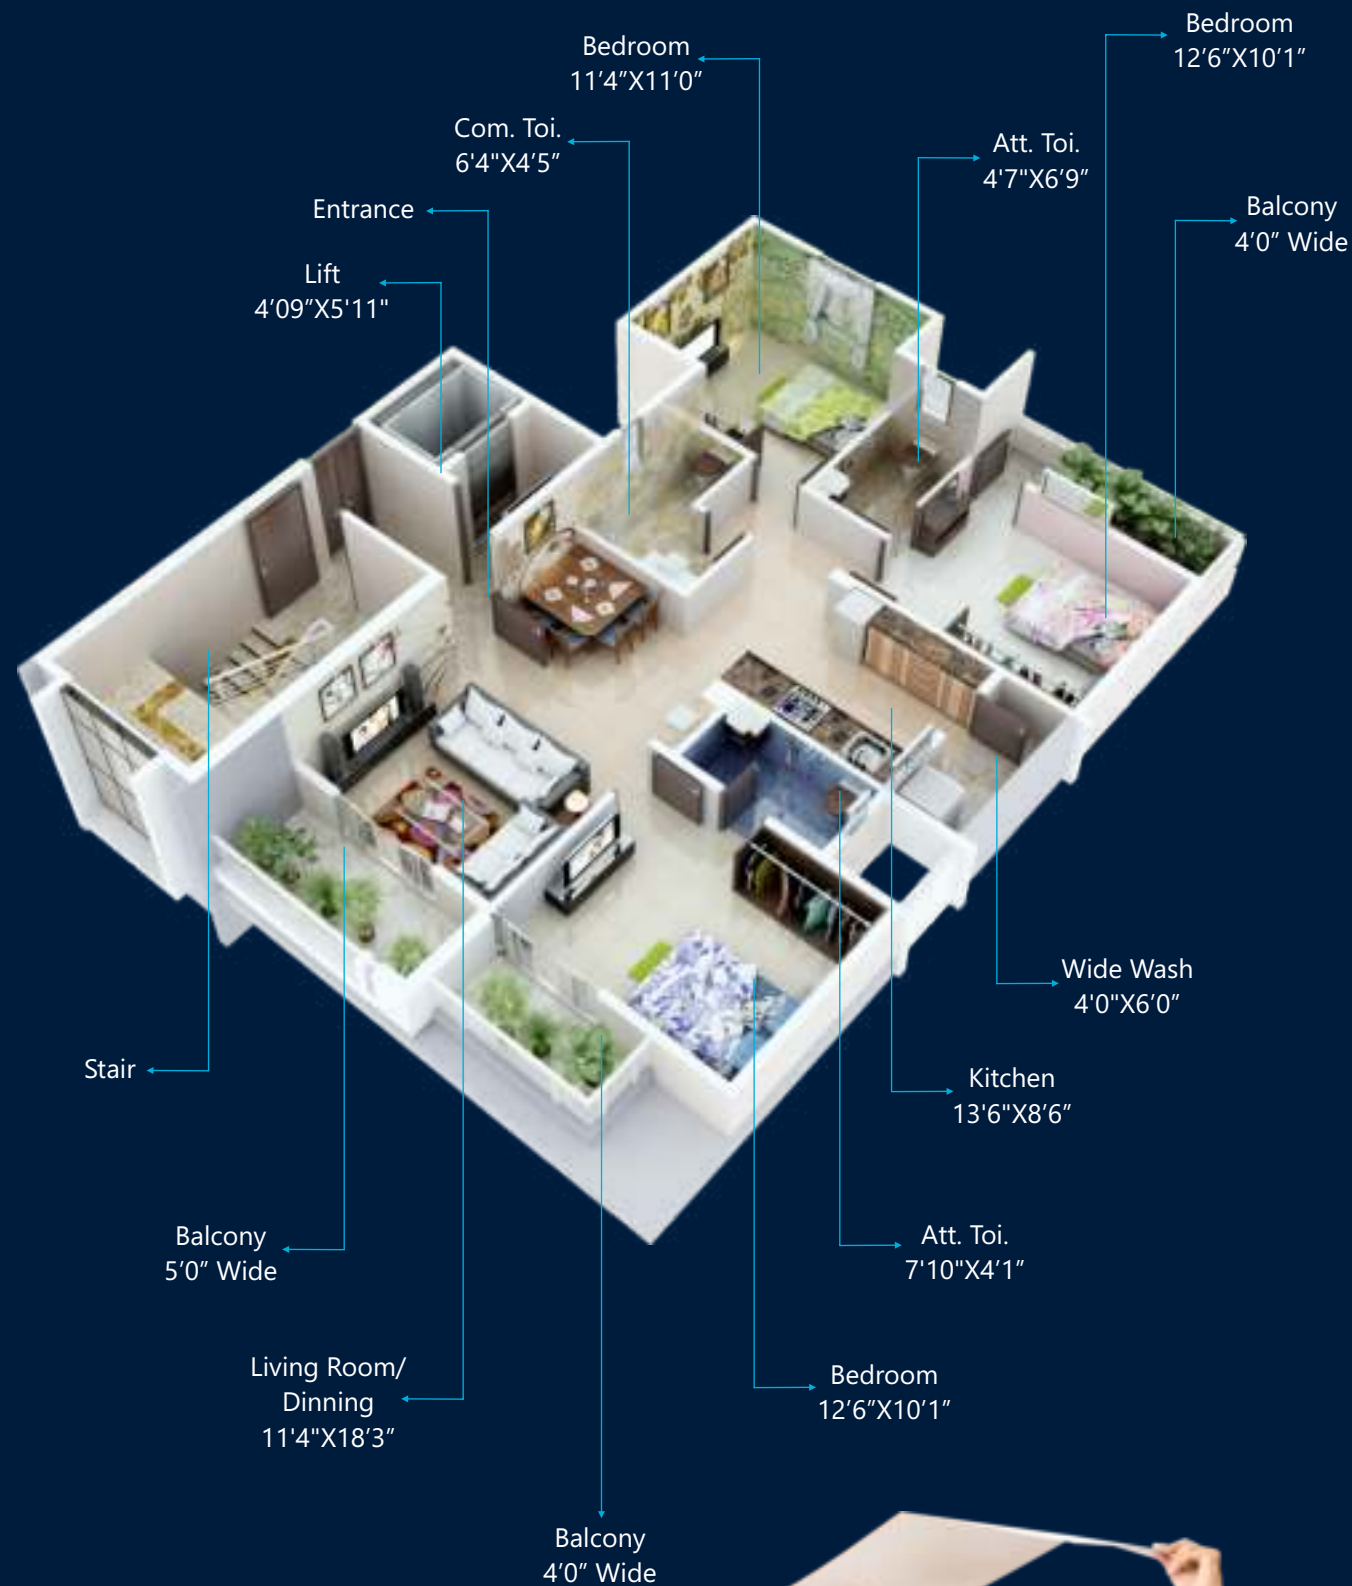 Bedroom
12’6”X10’1”
Bedroom
11’4”X11’0”
Com. Toi.
6'4"X4’5”
Att. Toi.
4'7"X6’9”
Entrance
Balcony
4’0” Wide
Lift
4’09”X5'11"
Wide Wash
4'0"X6’0”
Stair
Kitchen
13'6"X8’6”
Balcony
5’0” Wide
Att. Toi.
7'10"X4’1”
Living Room/
Dinning
11'4"X18’3”
Bedroom
12’6”X10’1”
Balcony
4’0” Wide